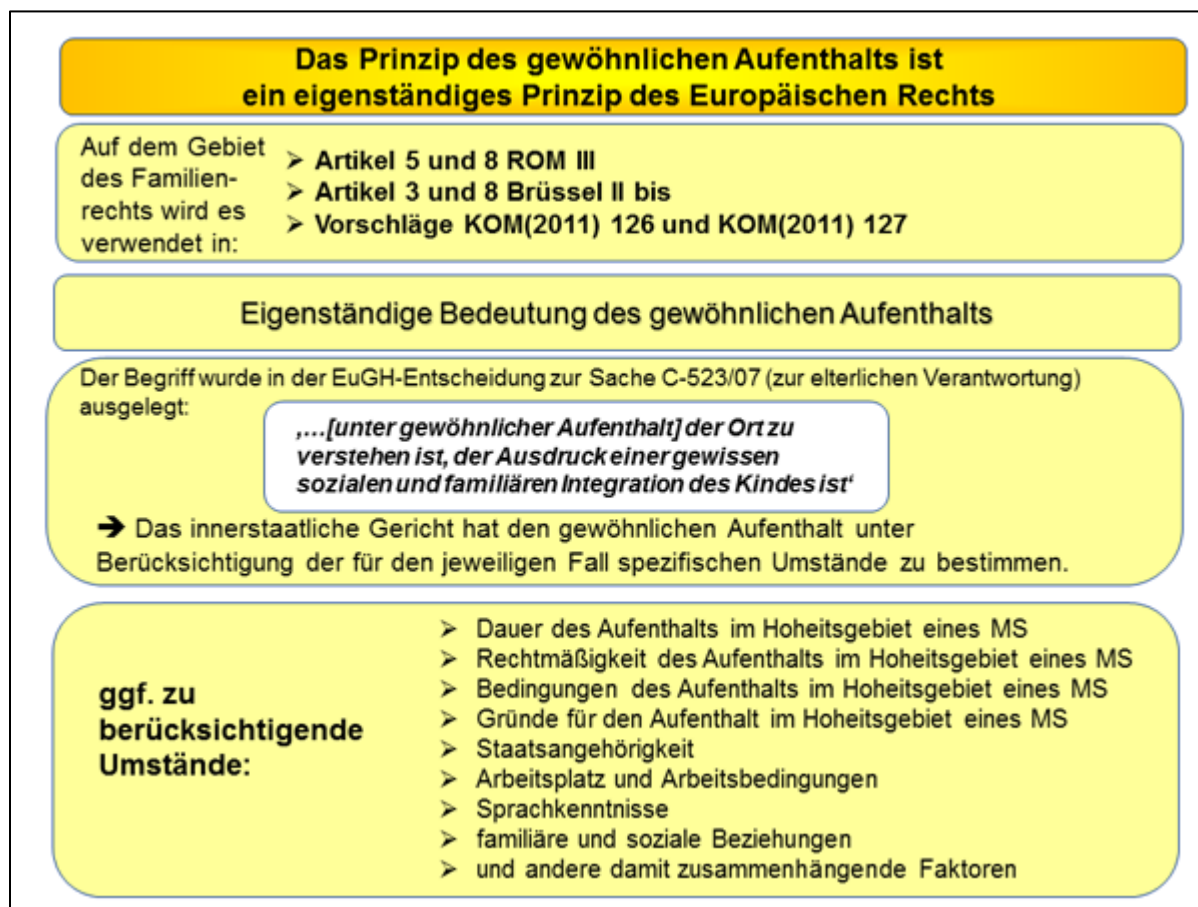 Das Prinzip des gewöhnlichen Aufenthalts ist
ein eigenständiges Prinzip des Europäischen Rechts
Auf dem Gebiet
des Familien-
rechts wird es
verwendet in:
➢ Artikel 5 und 8 ROM III
➢ Artikel 3 und 8 Brüssel II bis
➢ Vorschläge KOM(2011) 126 und KOM(2011) 127
Eigenständige Bedeutung des gewöhnlichen Aufenthalts
Der Begriff wurde in der EuGH-Entscheidung zur Sache C-523/07 (zur elterlichen Verantwortung)
ausgelegt:
‚…[unter gewöhnlicher Aufenthalt] der Ort zu
verstehen ist, der Ausdruck einer gewissen
sozialen und familiären Integration des Kindes ist‘
➔ Das innerstaatliche Gericht hat den gewöhnlichen Aufenthalt unter
Berücksichtigung der für den jeweiligen Fall spezifischen Umstände zu bestimmen.
ggf. zu
berücksichtigende
Umstände:
➢ Dauer des Aufenthalts im Hoheitsgebiet eines MS
➢ Rechtmäßigkeit des Aufenthalts im Hoheitsgebiet eines MS
➢ Bedingungen des Aufenthalts im Hoheitsgebiet eines MS
➢ Gründe für den Aufenthalt im Hoheitsgebiet eines MS
➢ Staatsangehörigkeit
➢ Arbeitsplatz und Arbeitsbedingungen
➢ Sprachkenntnisse
➢ familiäre und soziale Beziehungen
➢ und andere damit zusammenhängende Faktoren